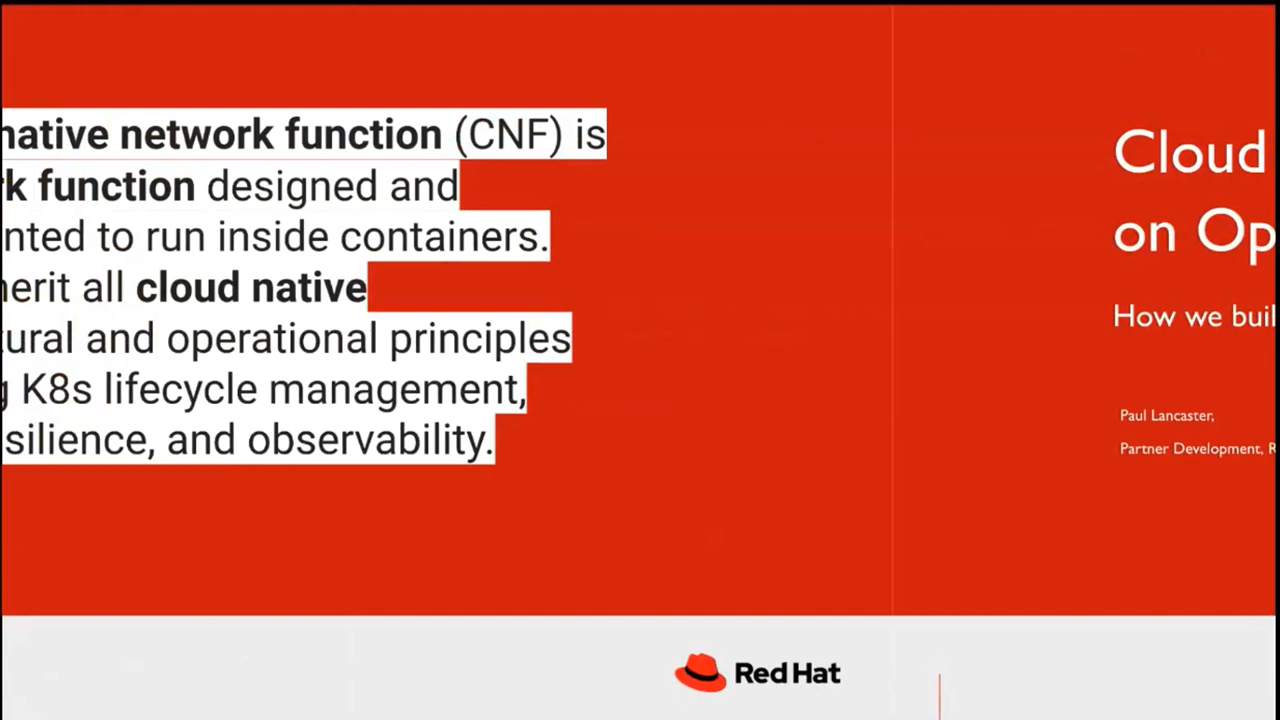 native network function (CNF) is
rk function designed and
nted to run inside containers.
herit all cloud native
tural and operational principles
g K8s lifecycle management,
silience, and observability.
Cloud
on Op
How we buil
Paul Lancaster,
Partner Development, R
Red Hat